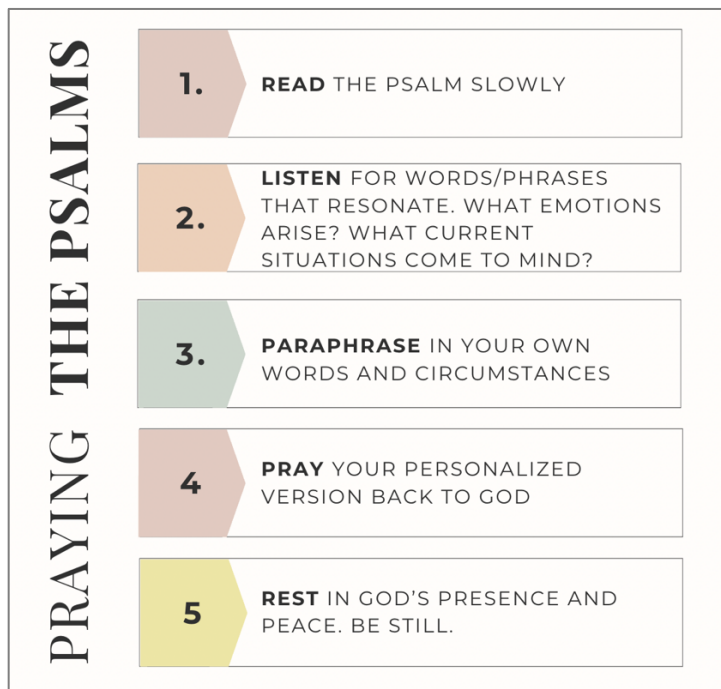 PRAYING THE PSALMS
1.
READ THE PSALM SLOWLY
2.
LISTEN FOR WORDS/PHRASES
THAT RESONATE. WHAT EMOTIONS
ARISE? WHAT CURRENT
SITUATIONS COME TO MIND?
3.
PARAPHRASE IN YOUR OWN
WORDS AND CIRCUMSTANCES
4
PRAY YOUR PERSONALIZED
VERSION BACK TO GOD
5
REST IN GOD’S PRESENCE AND
PEACE. BE STILL.